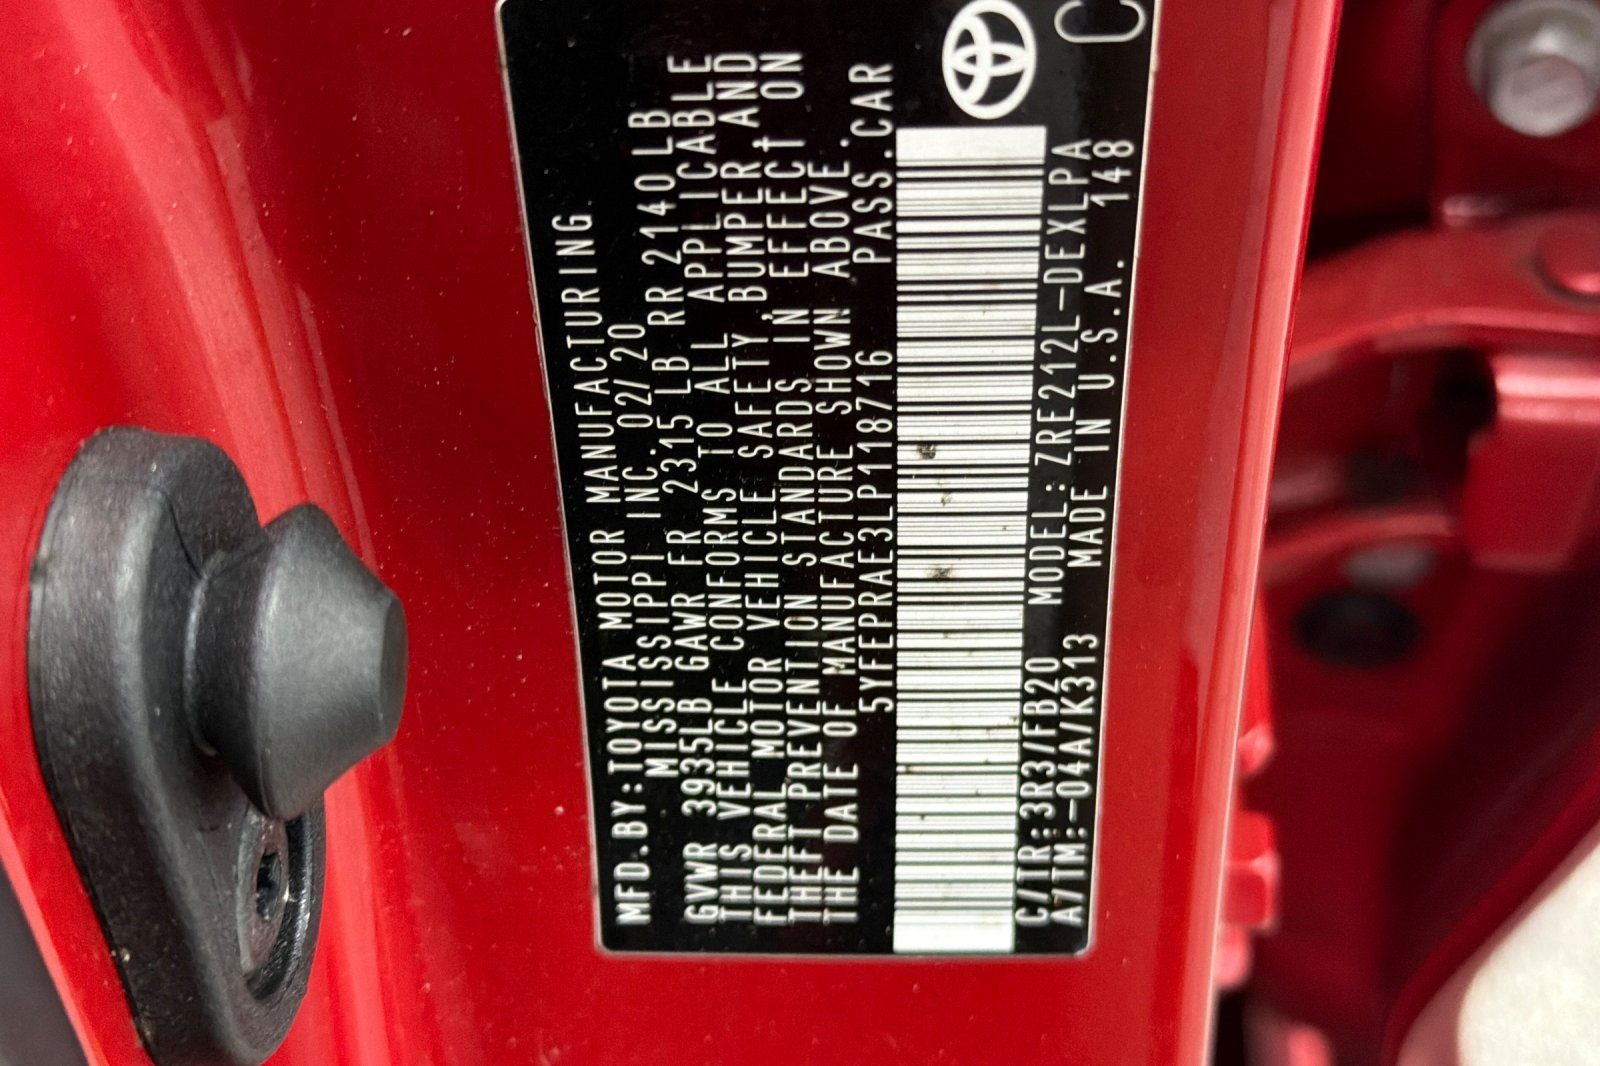 MFD.BY:TOYOTA MOTOR MANUFACTURING
MISSISSIPPI INC. 02/20
GVWR 3935LB GAWR FR 2315LB RR 2140LB
THIS VEHICLE CONFORMS TO ALL APPLICABLE
FEDERAL MOTOR VEHICLE SAFETY, BUMPER AND
THEFT PREVENTION STANDARDS IN EFFECT ON
THE DATE OF MANUFACTURE SHOWN ABOVE.
5YFEPRAE3LP118716 PASS.CAR
C/TR:3R3/FB20 MODEL:ZRE212L-DEXLPA C
A/TM:-04A/K313 MADE IN U.S.A. 148